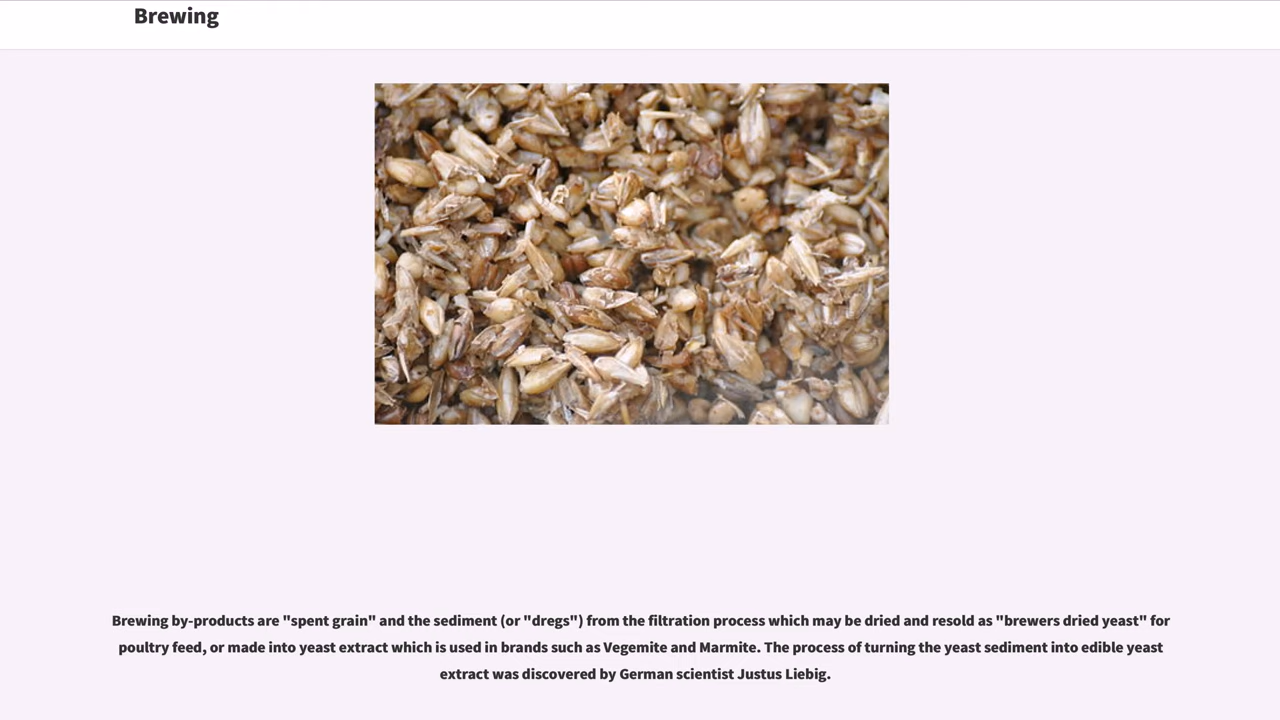 Brewing
Brewing by-products are "spent grain" and the sediment (or "dregs") from the filtration process which may be dried and resold as "brewers dried yeast" for
poultry feed, or made into yeast extract which is used in brands such as Vegemite and Marmite. The process of turning the yeast sediment into edible yeast
extract was discovered by German scientist Justus Liebig.